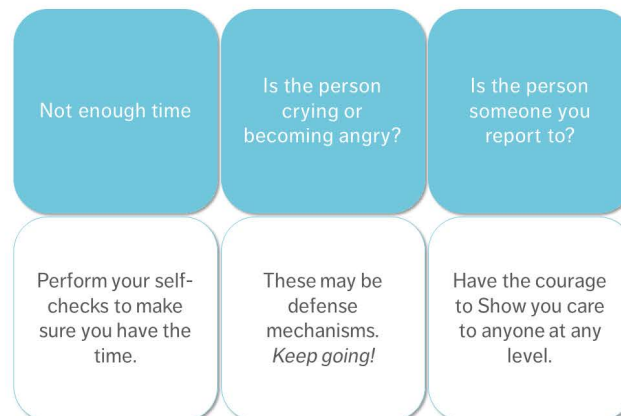 Not enough time
Is the person
crying or
becoming angry?
Is the person
someone you
report to?
Perform your self-
checks to make
sure you have the
time.
These may be
defense
mechanisms.
Keep going!
Have the courage
to Show you care
to anyone at any
level.